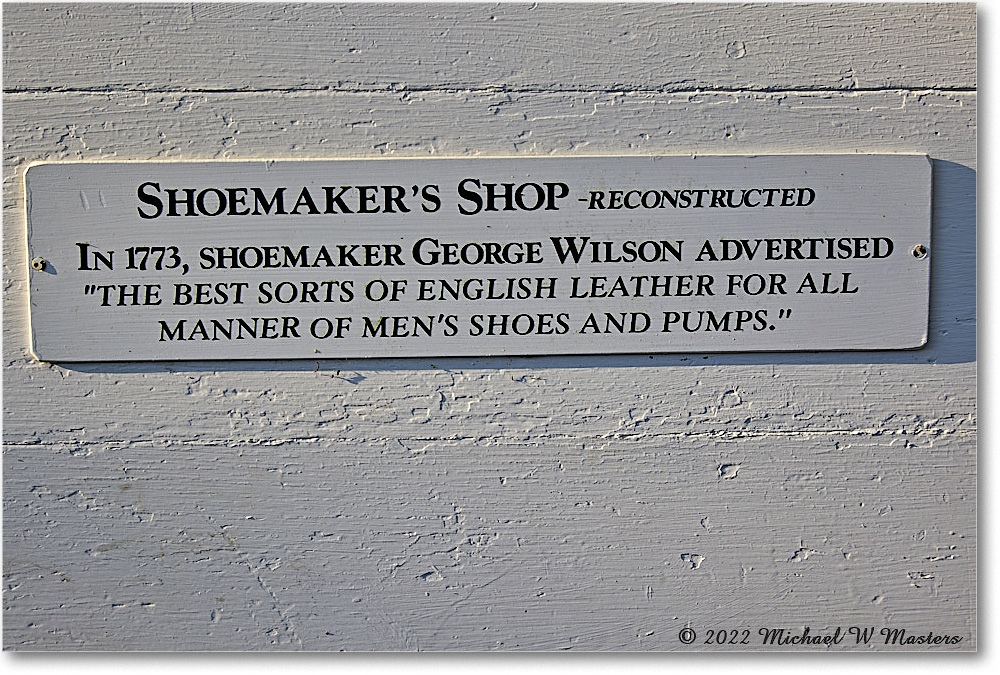 SHOEMAKER'S SHOP -RECONSTRUCTED
IN 1773, SHOEMAKER GEORGE WILSON ADVERTISED
"THE BEST SORTS OF ENGLISH LEATHER FOR ALL
MANNER OF MEN'S SHOES AND PUMPS."
© 2022 Michael W Masters